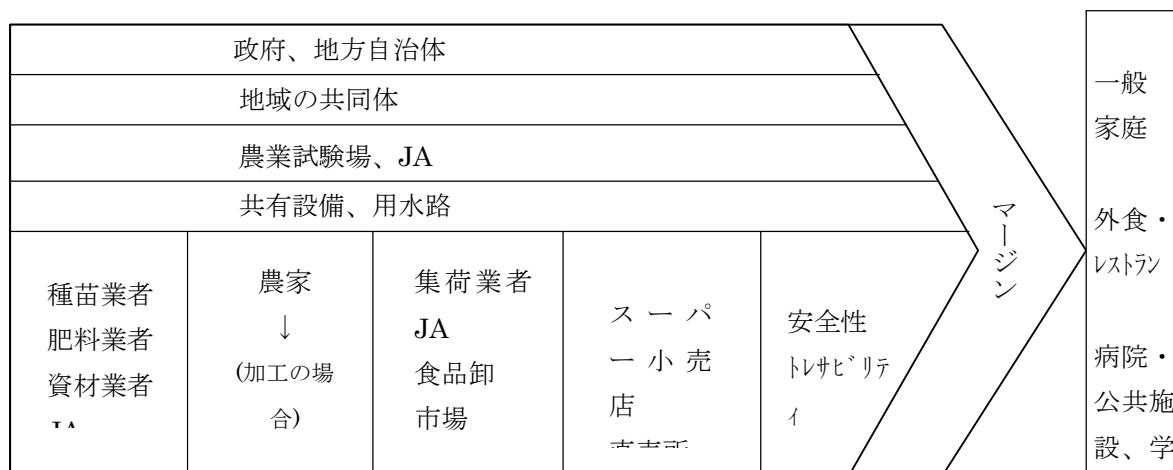 政府、地方自治体
地域の共同体
農業試験場、JA
共有設備、用水路
種苗業者
肥料業者
資材業者
JA
農家
↓
(加工の場
合)
集荷業者
JA
食品卸
市場
スーパ
ー小売
店
直売所
安全性
ﾄﾚｻﾋﾞﾘﾃ
ｨ
マージン
一般
家庭
外食・
ﾚｽﾄﾗﾝ
病院・
公共施
設、学